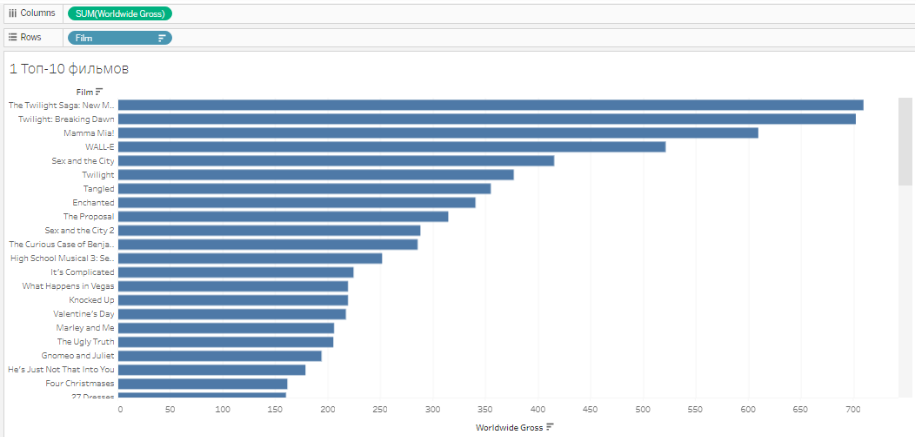 Columns SUM(Worldwide Gross)
Rows Film
1 Топ-10 фильмов
Film
The Twilight Saga: New M..
Twilight: Breaking Dawn
Mamma Mia!
WALL-E
Sex and the City
Twilight
Tangled
Enchanted
The Proposal
Sex and the City 2
The Curious Case of Benja..
High School Musical 3: Se..
It's Complicated
What Happens in Vegas
Knocked Up
Valentine's Day
Marley and Me
The Ugly Truth
Gnomeo and Juliet
He's Just Not That Into You
Four Christmases
27 Dresses
0 50 100 150 200 250 300 350 400 450 500 550 600 650 700
Worldwide Gross